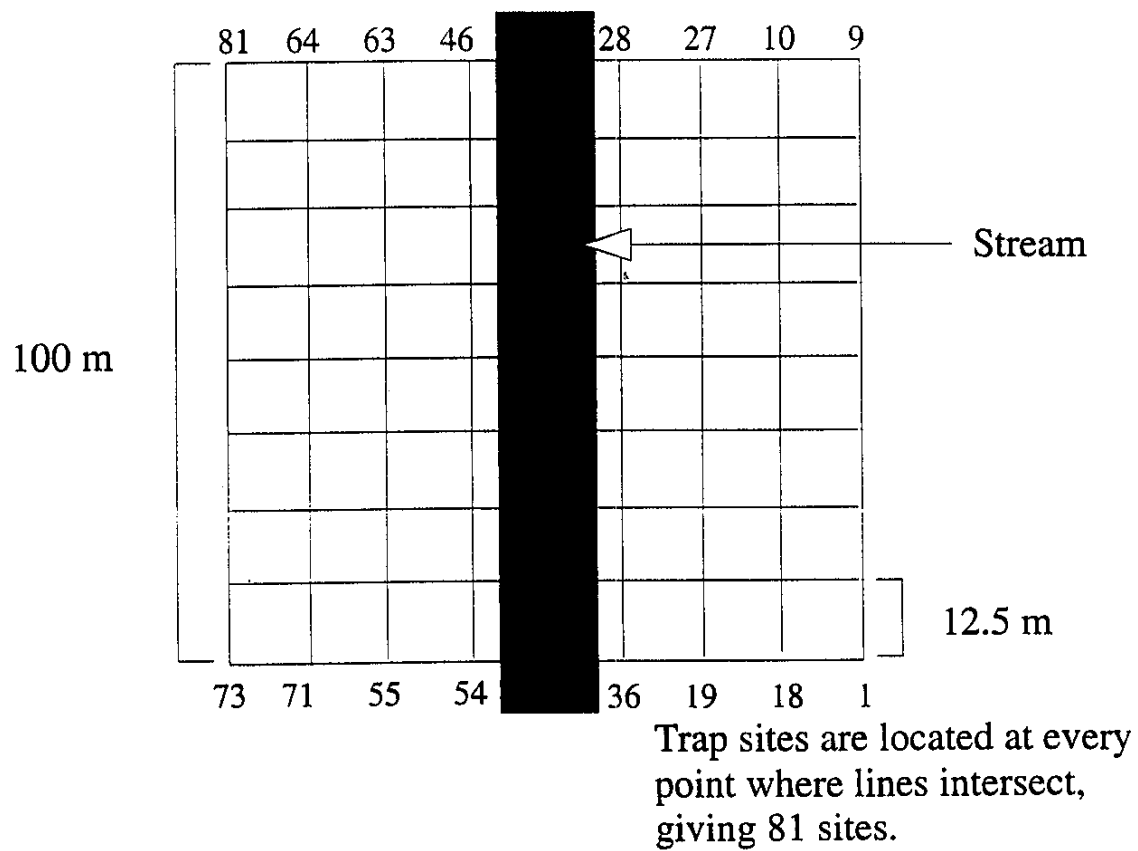 81 64 63 46 28 27 10 9
Stream
100 m
12.5 m
73 71 55 54 36 19 18 1
Trap sites are located at every
point where lines intersect,
giving 81 sites.